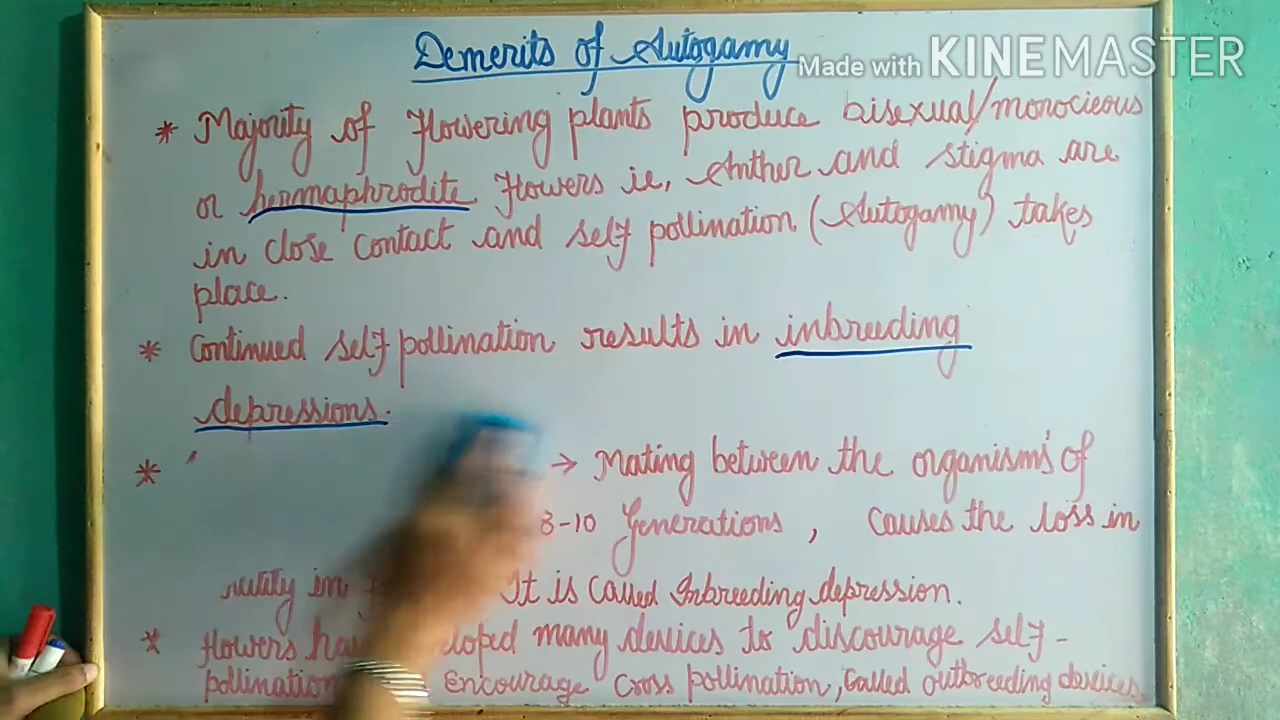 Demerits of Autogamy
Made with KINEMASTER
* Majority of flowering plants produce bisexual/monocieous
or hermaphrodite flowers ie, Anther and stigma are
in close contact and self pollination (Autogamy) takes
place.
* Continued self pollination results in inbreeding
depressions.
* → Mating between the organism's of
8-10 Generations, causes the loss in
in It is called Inbreeding depression.
* Flowers many devices to discourage self-
pollination Encourage cross pollination, called outbreeding devices.